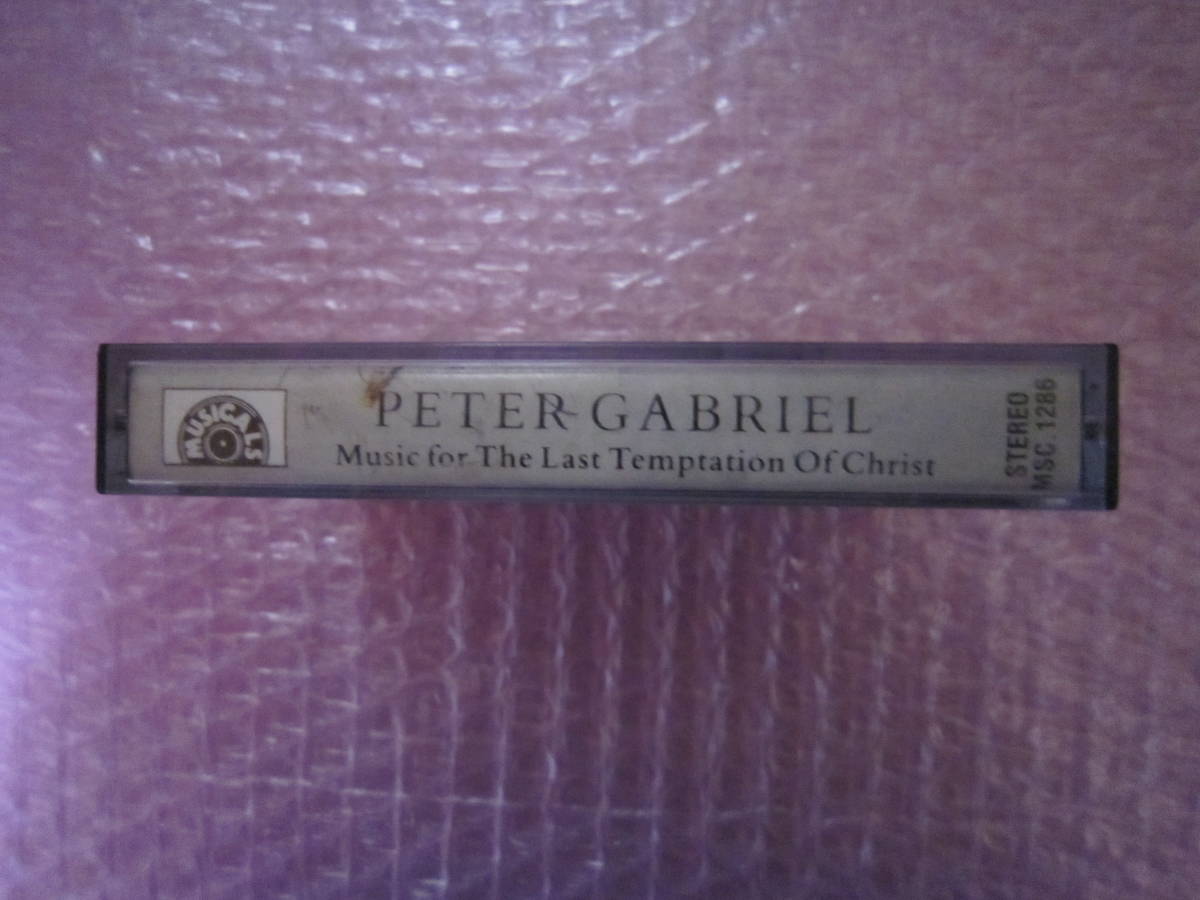 MUSICALS
PETER GABRIEL
Music for The Last Temptation Of Christ
STEREO
MSC. 1286